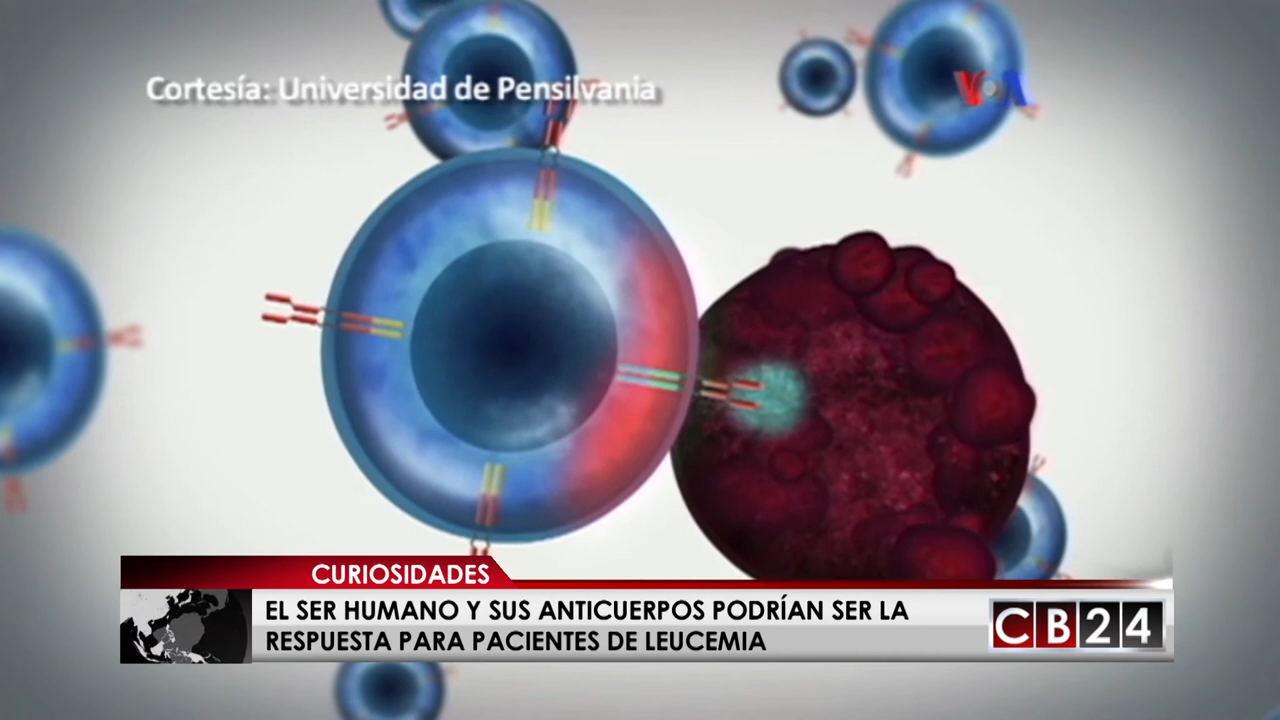 Cortesía: Universidad de Pensilvania
VOA
CURIOSIDADES
EL SER HUMANO Y SUS ANTICUERPOS PODRÍAN SER LA
RESPUESTA PARA PACIENTES DE LEUCEMIA
CB24